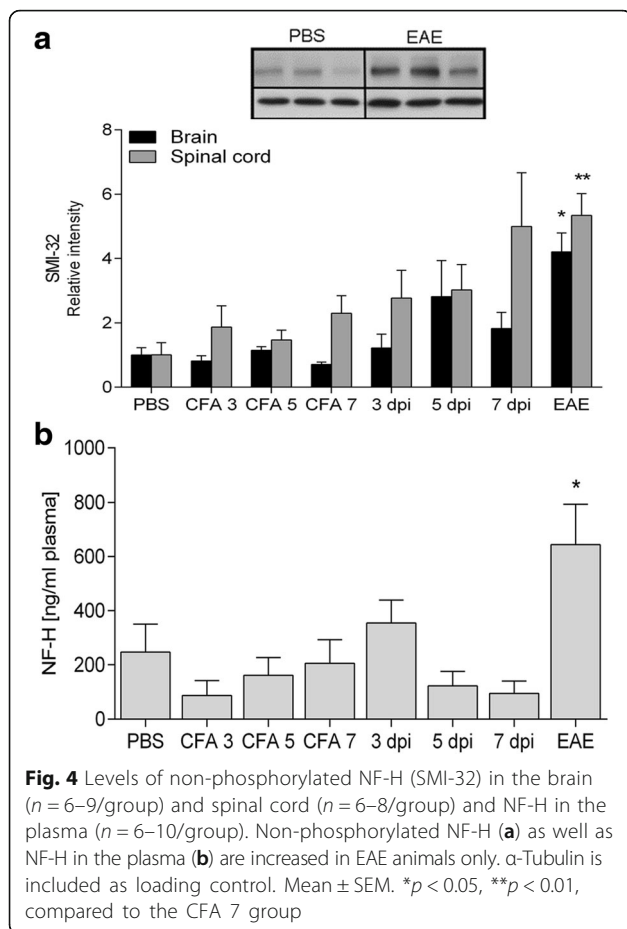 a
PBS EAE
8
Brain
Spinal cord
6
** 
*
4
2
0
SMI-32
Relative intensity
PBS CFA 3 CFA 5 CFA 7 3 dpi 5 dpi 7 dpi EAE
b
1000
800
*
600
400
200
0
NF-H [ng/ml plasma]
PBS CFA 3 CFA 5 CFA 7 3 dpi 5 dpi 7 dpi EAE
Fig. 4 Levels of non-phosphorylated NF-H (SMI-32) in the brain
(n = 6–9/group) and spinal cord (n = 6–8/group) and NF-H in the
plasma (n = 6–10/group). Non-phosphorylated NF-H (a) as well as
NF-H in the plasma (b) are increased in EAE animals only. α-Tubulin is
included as loading control. Mean ± SEM. *p < 0.05, **p < 0.01,
compared to the CFA 7 group